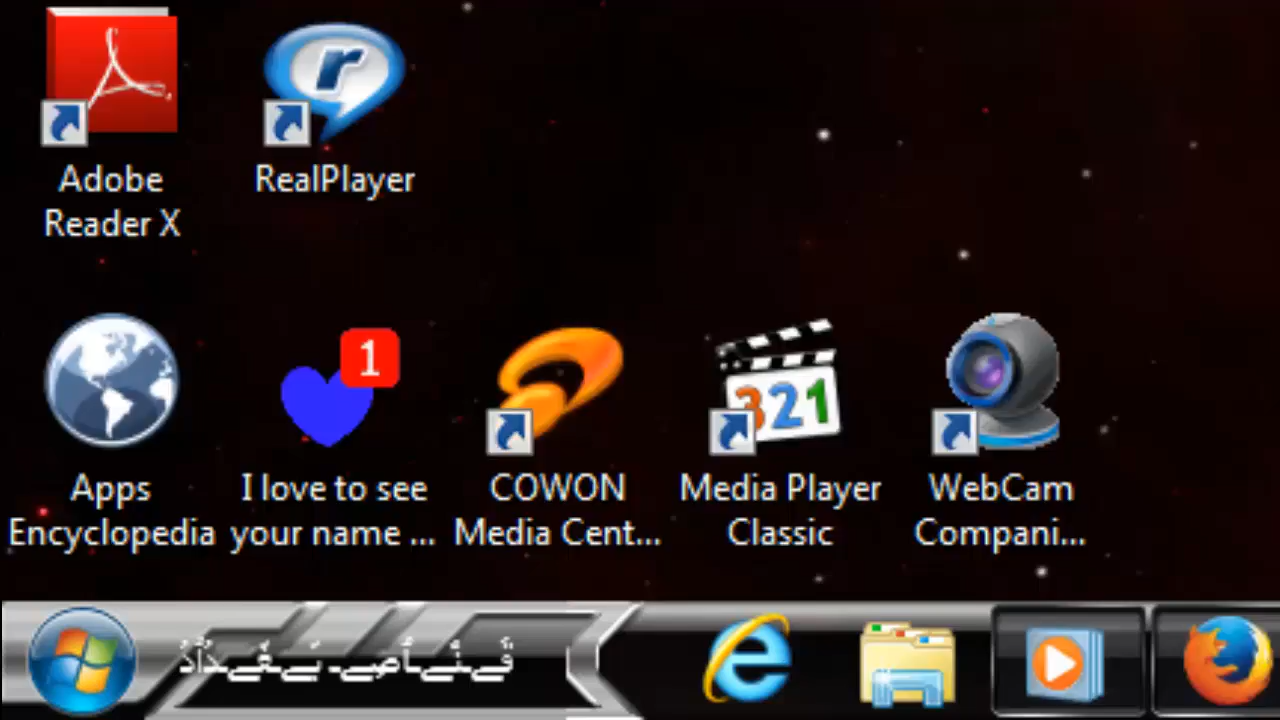 Adobe
Reader X
RealPlayer
1
Apps
Encyclopedia
I love to see
your name ...
COWON
Media Cent...
321
Media Player
Classic
WebCam
Compani...